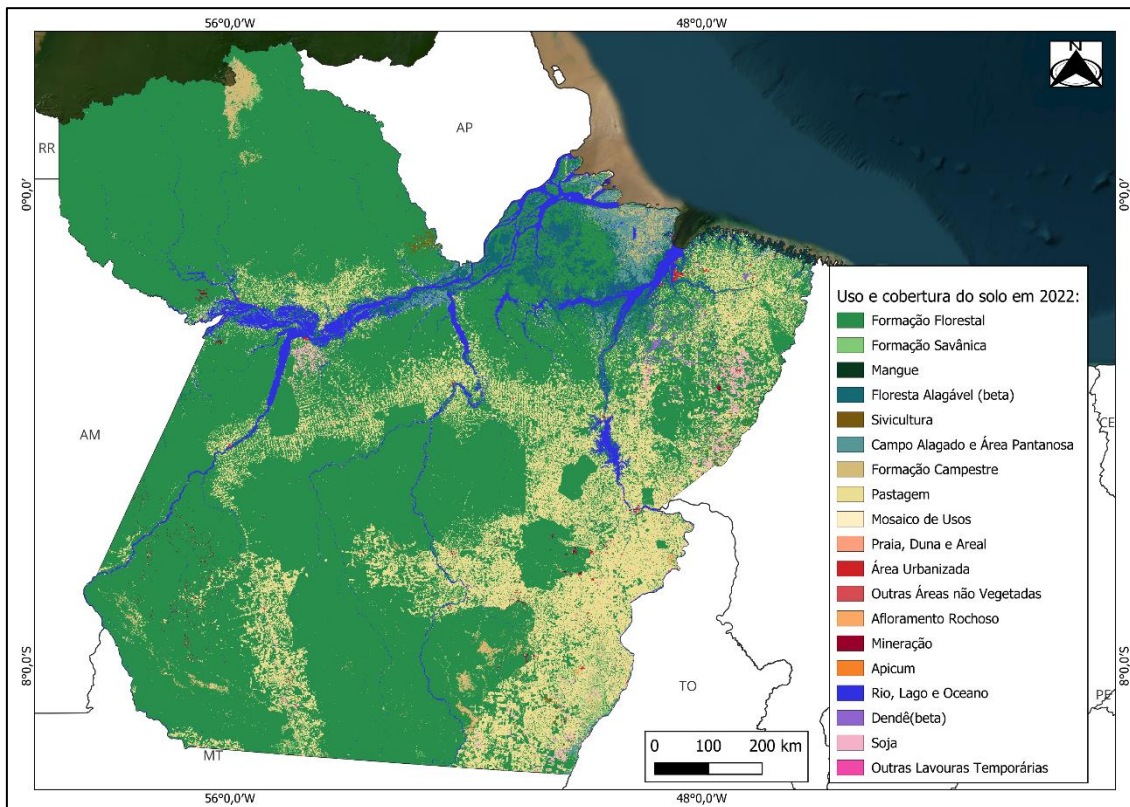 56°0,0'W
48°0,0'W
N
AP
RR
0°0,0'
0°0,0'
Uso e cobertura do solo em 2022:
Formação Florestal
Formação Savânica
Mangue
Floresta Alagável (beta)
Sivicultura
Campo Alagado e Área Pantanosa
Formação Campestre
Pastagem
Mosaico de Usos
Praia, Duna e Areal
Área Urbanizada
Outras Áreas não Vegetadas
Afloramento Rochoso
Mineração
Apicum
Rio, Lago e Oceano
Dendê(beta)
Soja
Outras Lavouras Temporárias
AM
CE
8°0,0'S
8°0,0'S
TO
PE
MT
0 100 200 km
56°0,0'W
48°0,0'W